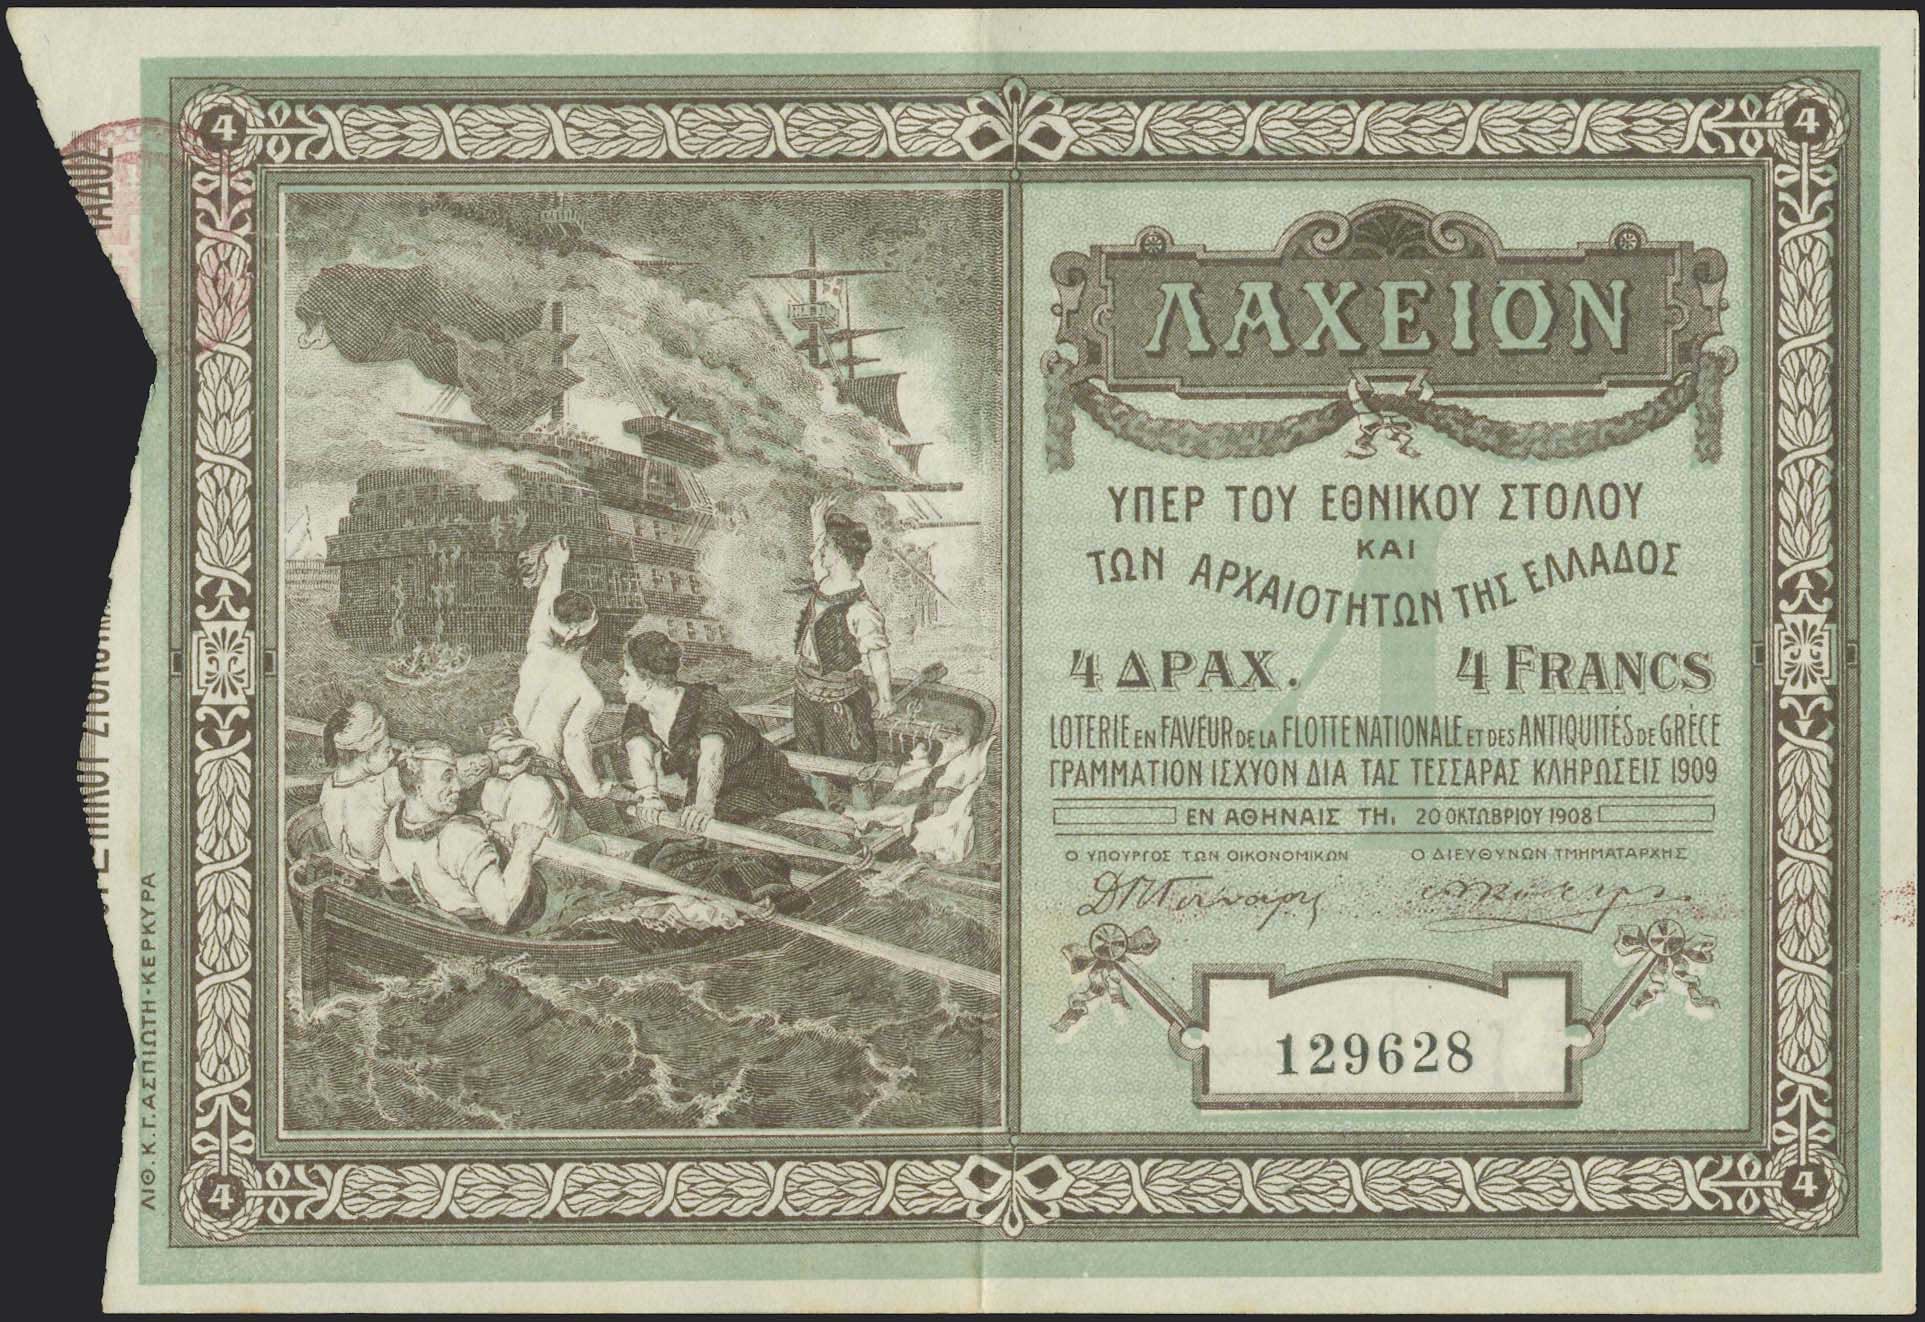 4
4
ΛΑΧΕΙΟΝ
ΥΠΕΡ ΤΟΥ ΕΘΝΙΚΟΥ ΣΤΟΛΟΥ
ΚΑΙ
ΤΩΝ ΑΡΧΑΙΟΤΗΤΩΝ ΤΗΣ ΕΛΛΑΔΟΣ
4 ΔΡΑΧ. 4 FRANCS
LOTERIE EN FAVEUR DE LA FLOTTE NATIONALE ET DES ANTIQUITÉS DE GRÈCE
ΓΡΑΜΜΑΤΙΟΝ ΙΣΧΥΟΝ ΔΙΑ ΤΑΣ ΤΕΣΣΑΡΑΣ ΚΛΗΡΩΣΕΙΣ 1909
ΕΝ ΑΘΗΝΑΙΣ ΤΗι 20 ΟΚΤΩΒΡΙΟΥ 1908
Ο ΥΠΟΥΡΓΟΣ ΤΩΝ ΟΙΚΟΝΟΜΙΚΩΝ Ο ΔΙΕΥΘΥΝΩΝ ΤΜΗΜΑΤΑΡΧΗΣ
129628
4
4
ΛΙΘ. Κ. Γ. ΑΣΠΙΩΤΗ - ΚΕΡΚΥΡΑ